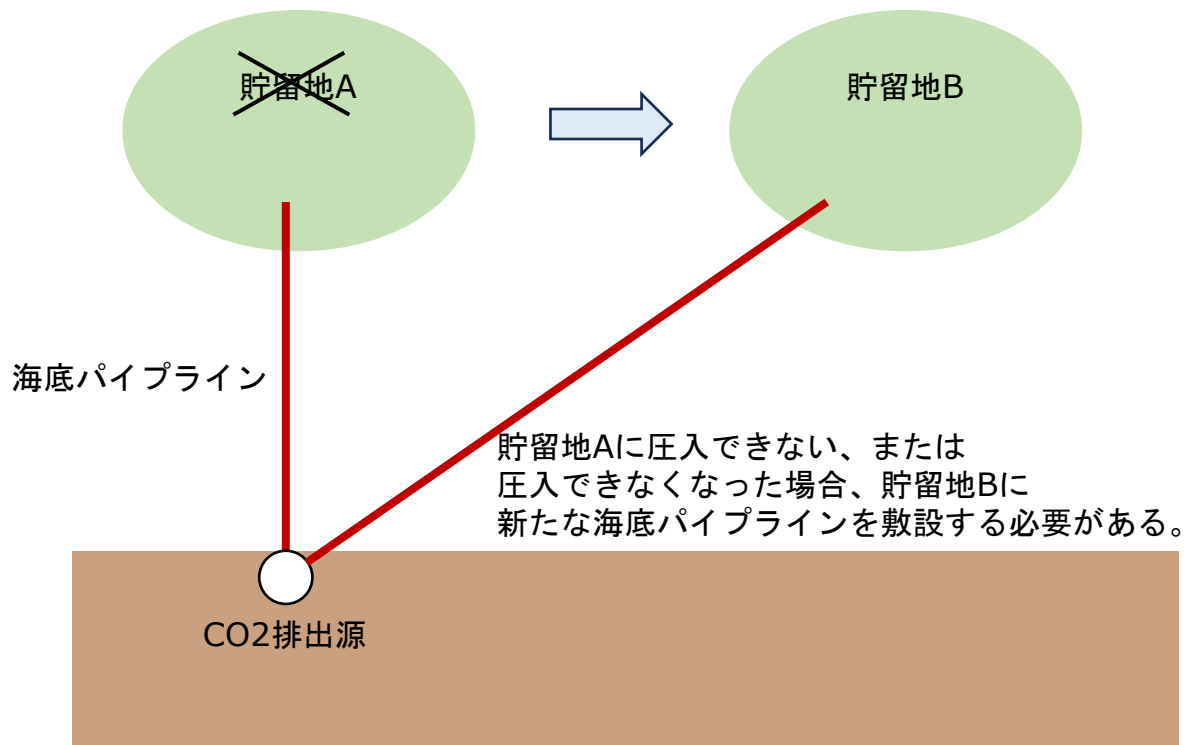 貯留地A
貯留地B
海底パイプライン
貯留地Aに圧入できない、または
圧入できなくなった場合、貯留地Bに
新たな海底パイプラインを敷設する必要がある。
CO2排出源